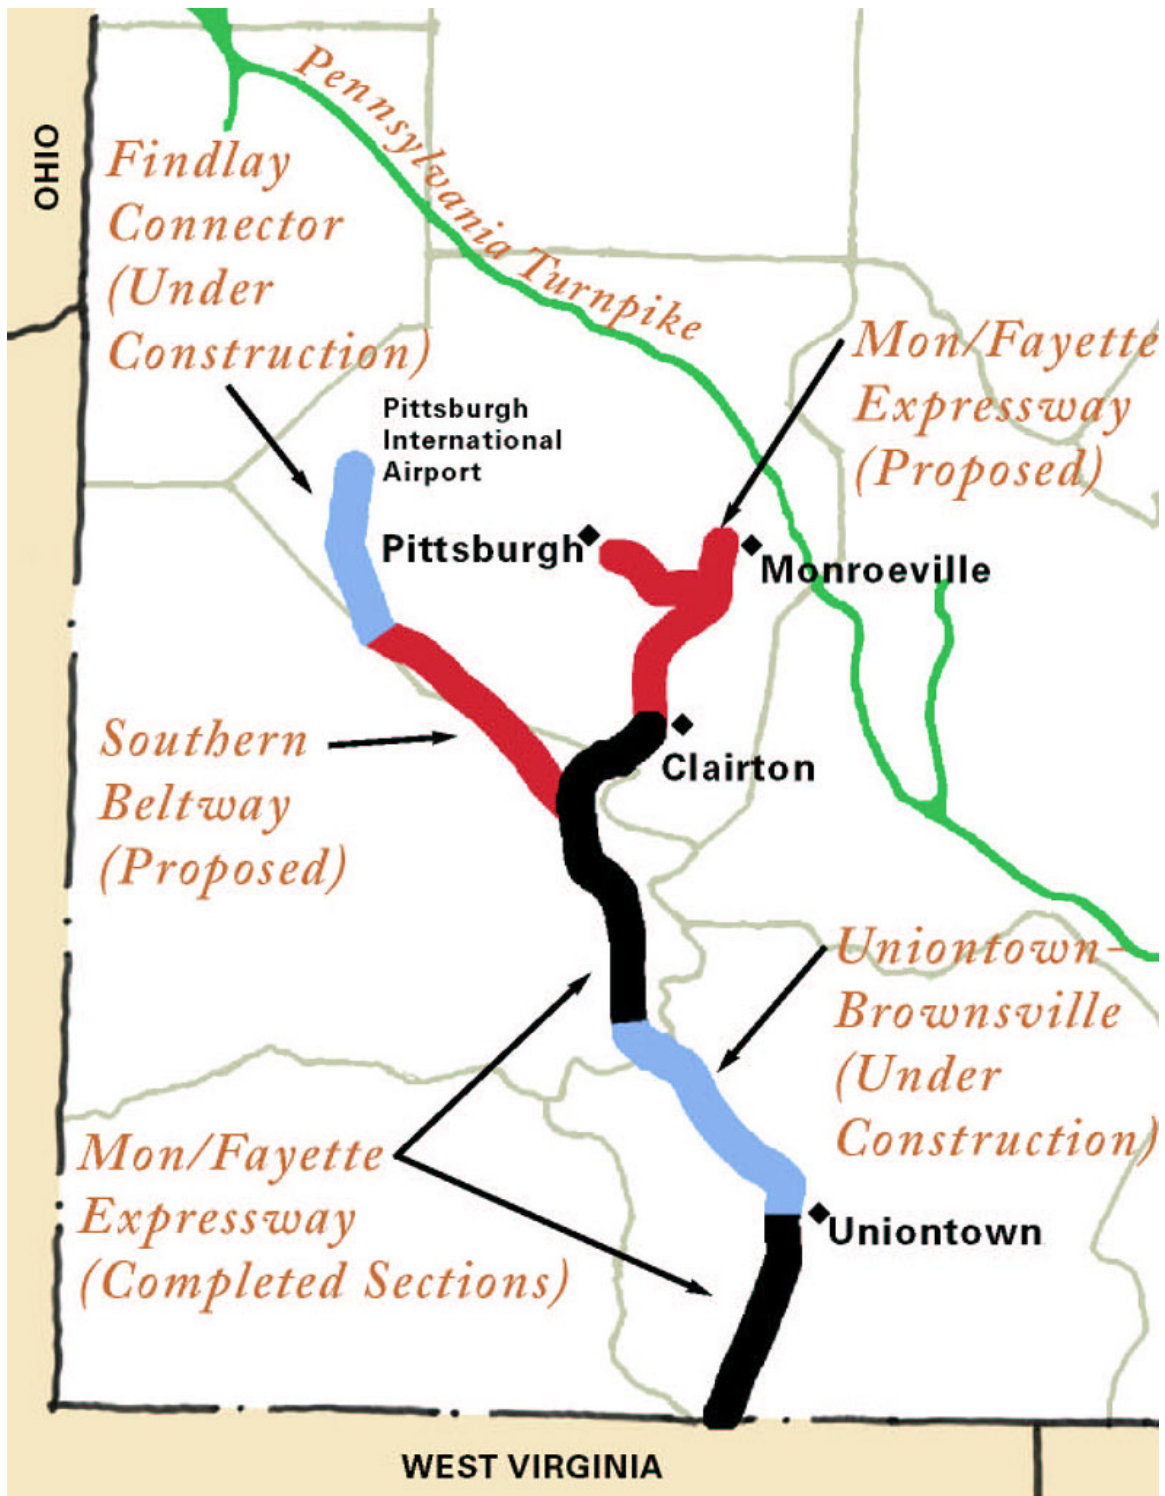 Pennsylvania Turnpike
OHIO
Findlay
Connector
(Under
Construction)
Mon/Fayette
Expressway
(Proposed)
Pittsburgh
International
Airport
Pittsburgh
Monroeville
Southern
Beltway
(Proposed)
Clairton
Uniontown-
Brownsville
(Under
Construction)
Mon/Fayette
Expressway
(Completed Sections)
Uniontown
WEST VIRGINIA